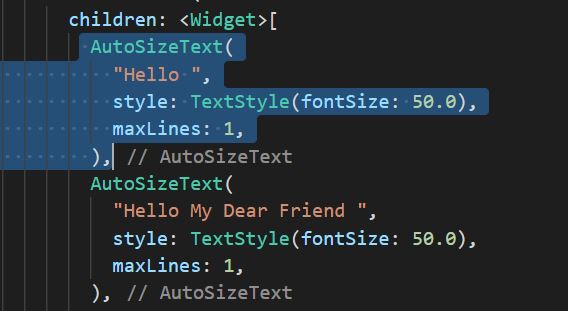 children: <Widget>[
AutoSizeText(
"Hello ",
style: TextStyle(fontSize: 50.0),
maxLines: 1,
), // AutoSizeText
AutoSizeText(
"Hello My Dear Friend ",
style: TextStyle(fontSize: 50.0),
maxLines: 1,
), // AutoSizeText